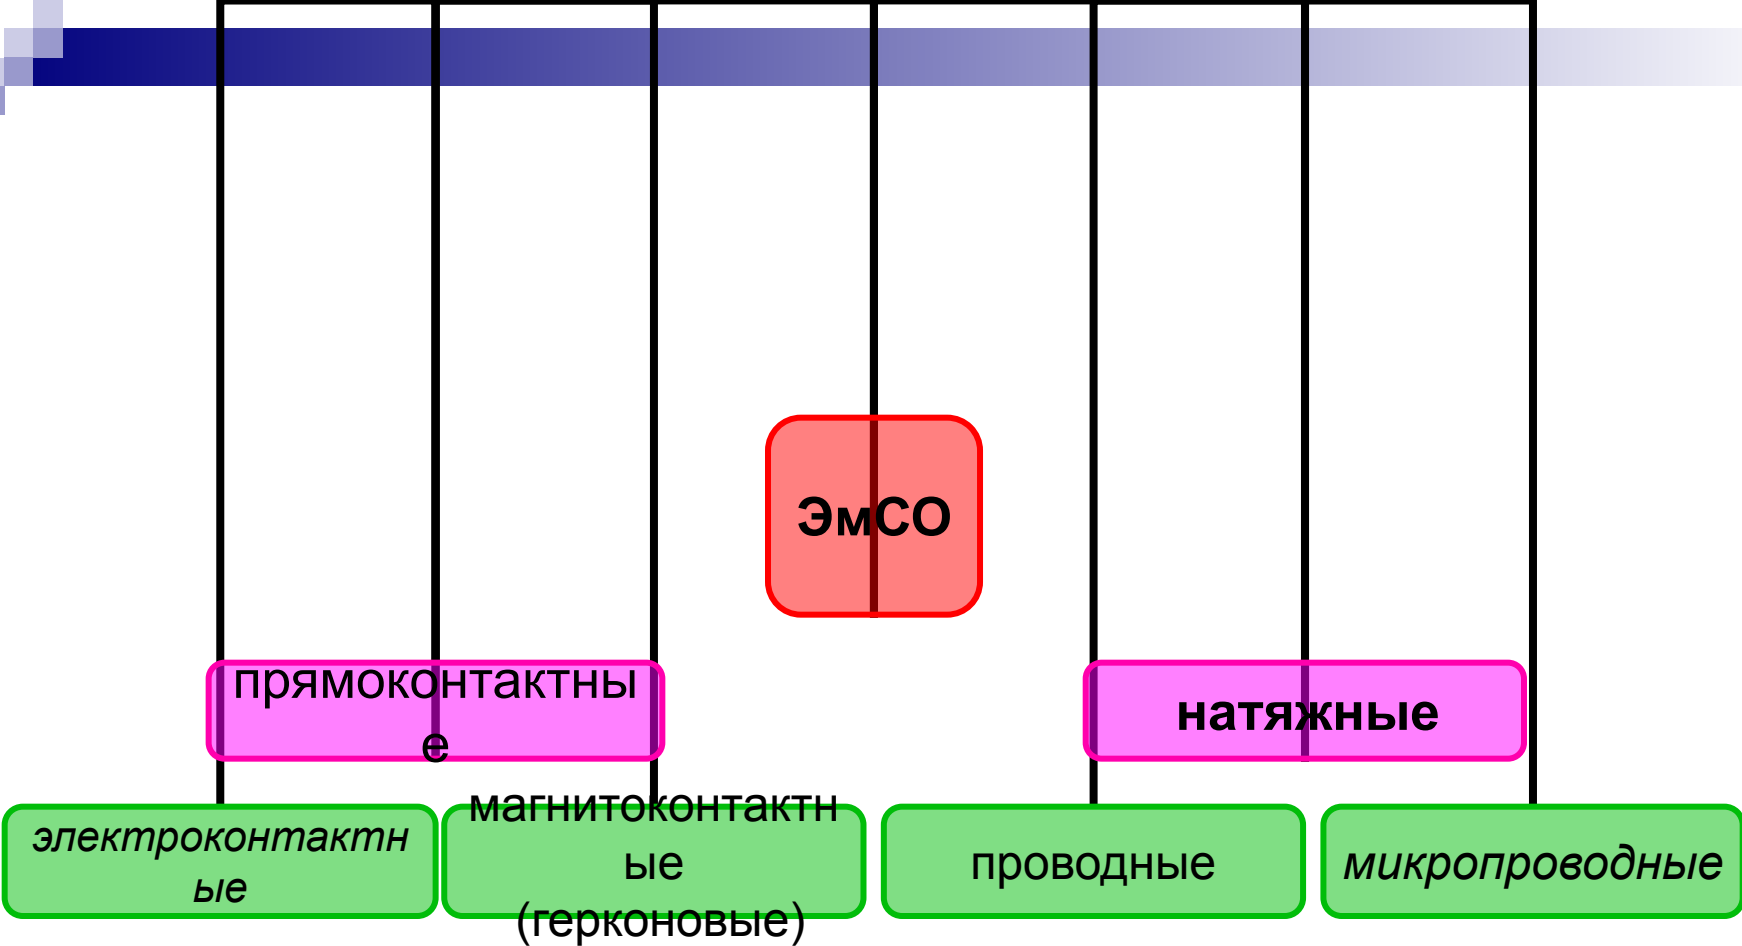 ЭмСО
прямоконтактны
е
натяжные
электроконтактн
ые
магнитоконтактн
ые
(герконовые)
проводные
микропроводные